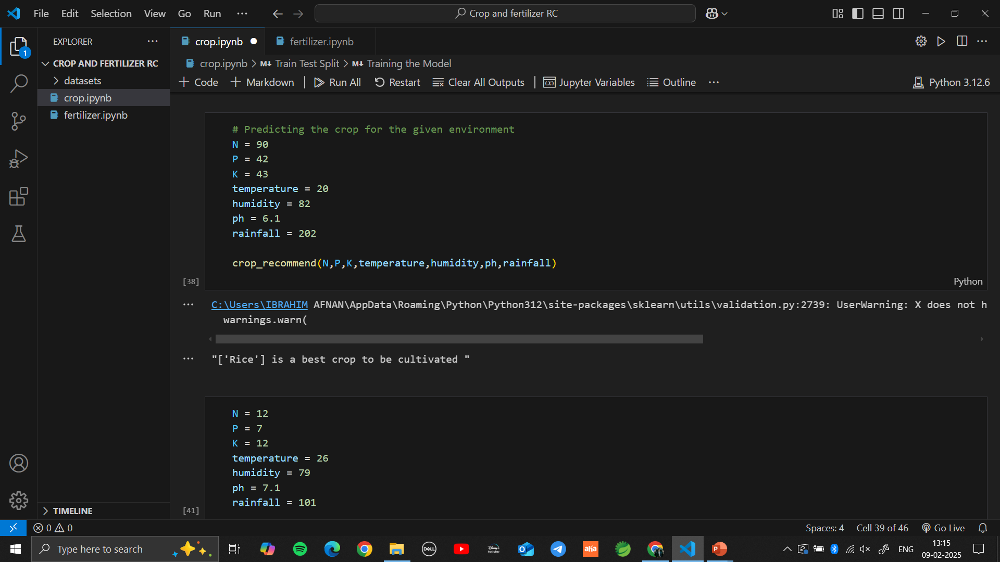 File Edit Selection View Go Run ...
Crop and fertilizer RC
EXPLORER ...
1
CROP AND FERTILIZER RC
datasets
crop.ipynb
fertilizer.ipynb
TIMELINE
crop.ipynb
fertilizer.ipynb
crop.ipynb > M↓ Train Test Split > M↓ Training the Model
+ Code + Markdown | Run All Restart Clear All Outputs | Jupyter Variables Outline ...
Python 3.12.6
# Predicting the crop for the given environment
N = 90
P = 42
K = 43
temperature = 20
humidity = 82
ph = 6.1
rainfall = 202
crop_recommend(N,P,K,temperature,humidity,ph,rainfall)
[38]
Python
... C:\Users\IBRAHIM AFNAN\AppData\Roaming\Python\Python312\site-packages\sklearn\utils\validation.py:2739: UserWarning: X does not h
warnings.warn(
... "['Rice'] is a best crop to be cultivated "
N = 12
P = 7
K = 12
temperature = 26
humidity = 79
ph = 7.1
rainfall = 101
[41]
0 0
Spaces: 4 Cell 39 of 46 Go Live
Type here to search
DELL
Disney+ hotstar
aha
ENG
13:15
09-02-2025